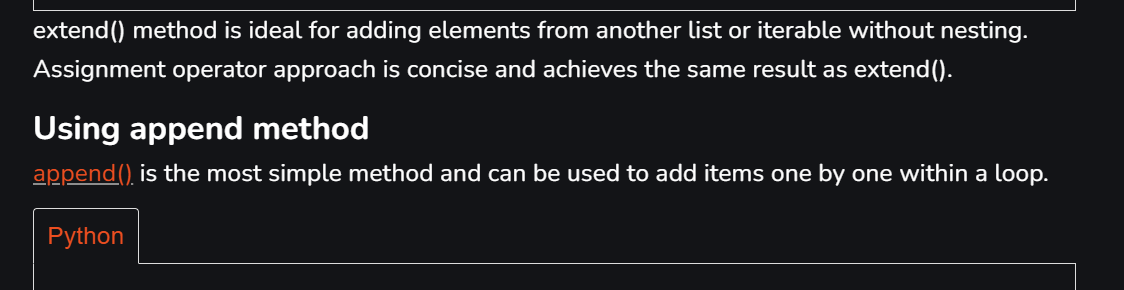 extend() method is ideal for adding elements from another list or iterable without nesting.
Assignment operator approach is concise and achieves the same result as extend().
Using append method
append() is the most simple method and can be used to add items one by one within a loop.
Python